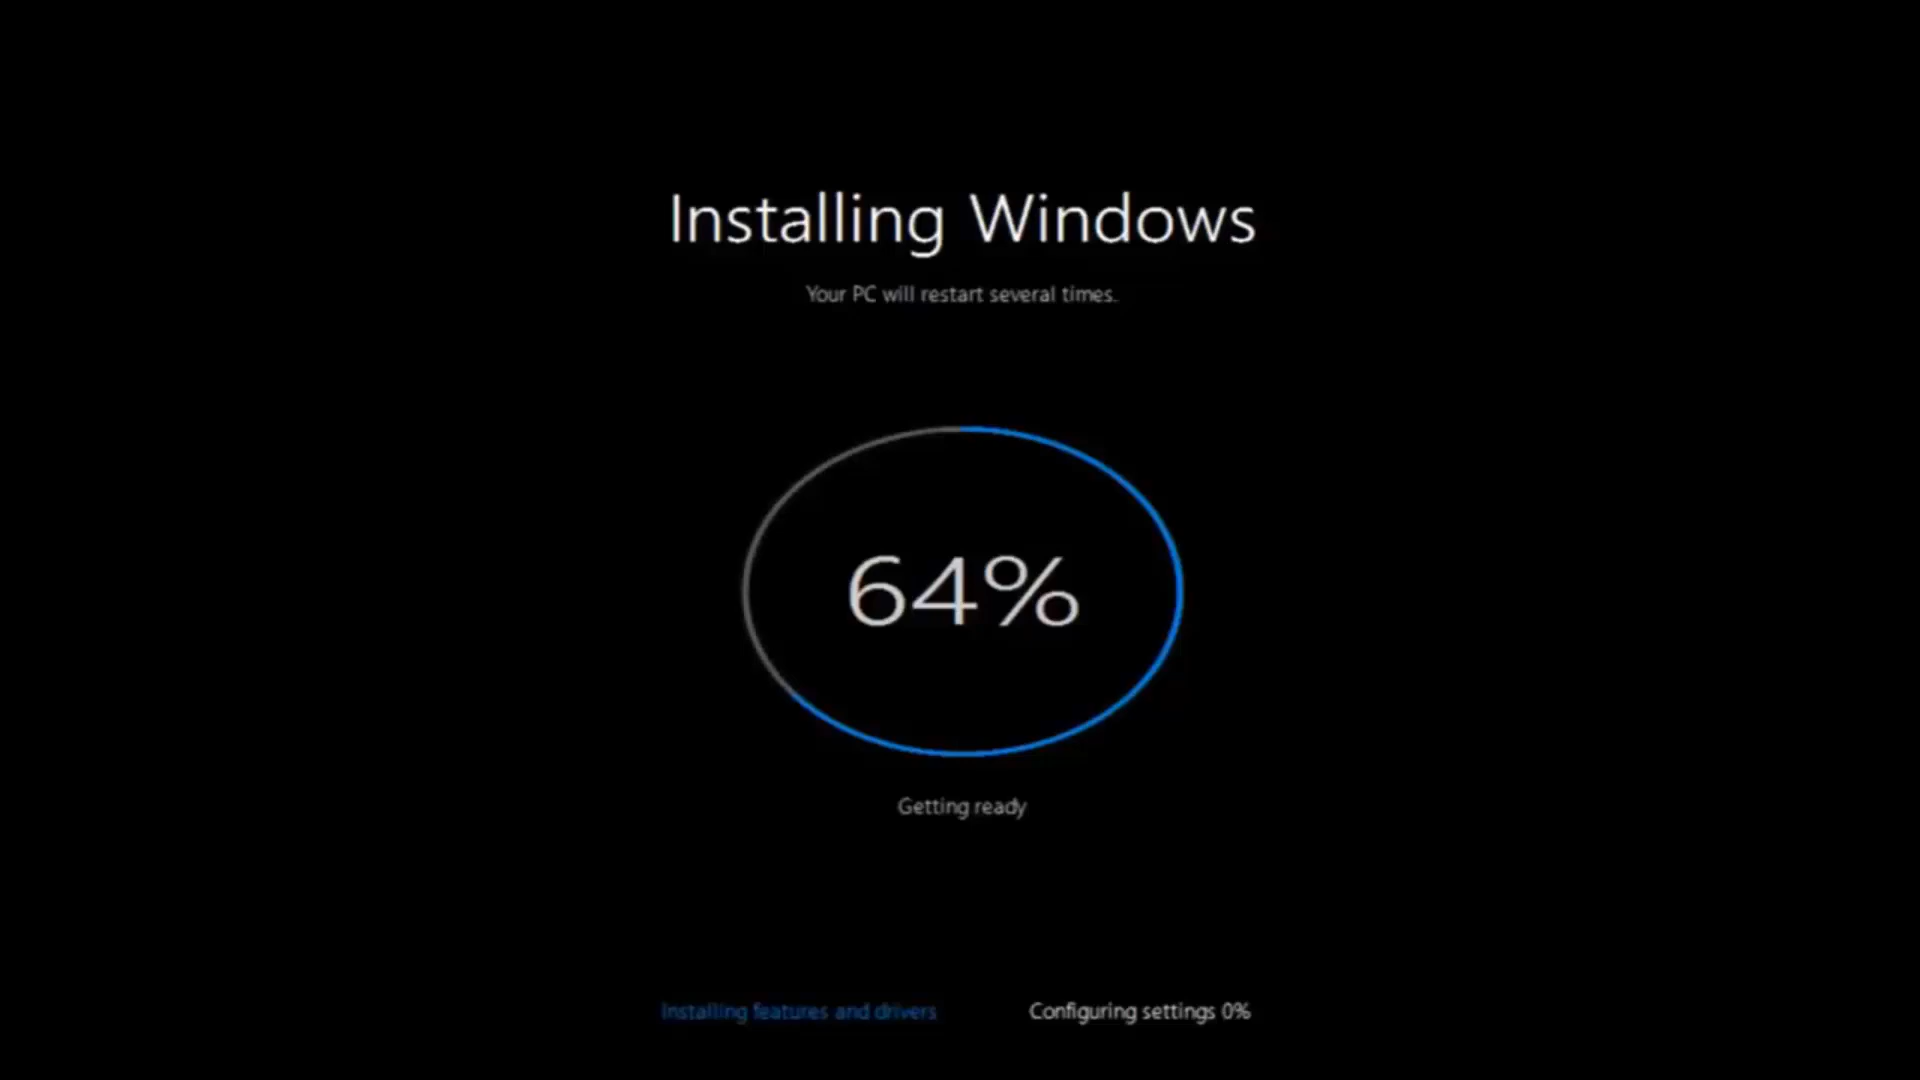 Installing Windows
Your PC will restart several times.
64%
Getting ready
Installing features and drivers
Configuring settings 0%